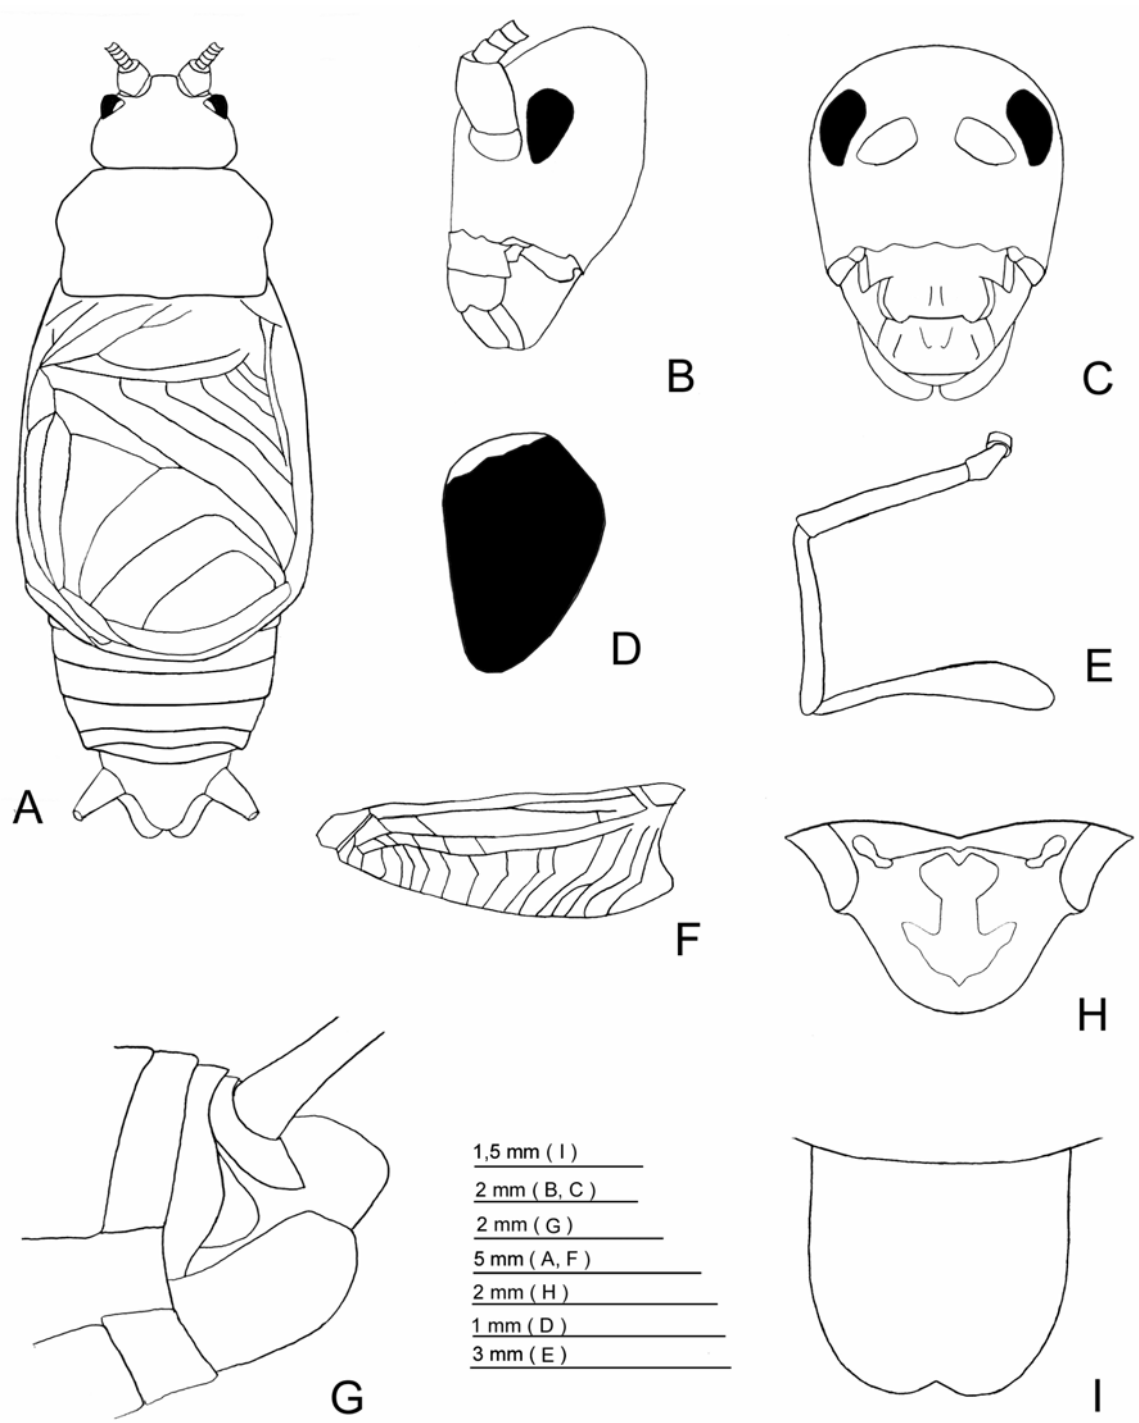 B
C
D
E
A
F
H
1,5 mm ( I )
2 mm ( B, C )
2 mm ( G )
5 mm ( A, F )
2 mm ( H )
1 mm ( D )
3 mm ( E )
G
I